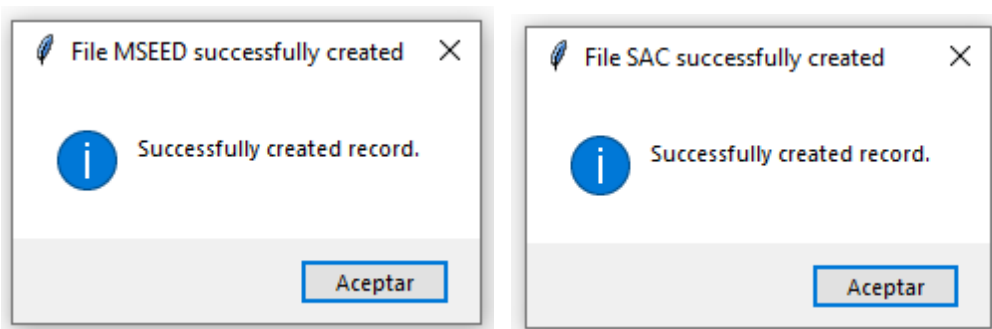 File MSEED successfully created
Successfully created record.
Aceptar
File SAC successfully created
Successfully created record.
Aceptar